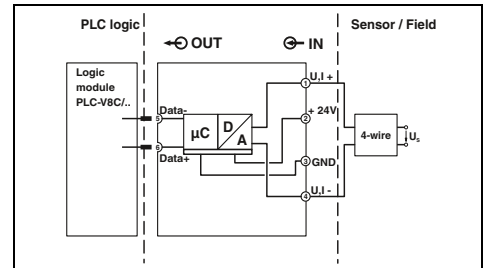 PLC logic
OUT
IN
Sensor / Field
Logic
module
PLC-V8C/..
Data-
5
Data+
6
µC
D
A
U,I +
1
+ 24V
2
3
GND
4
U,I -
4-wire
Us